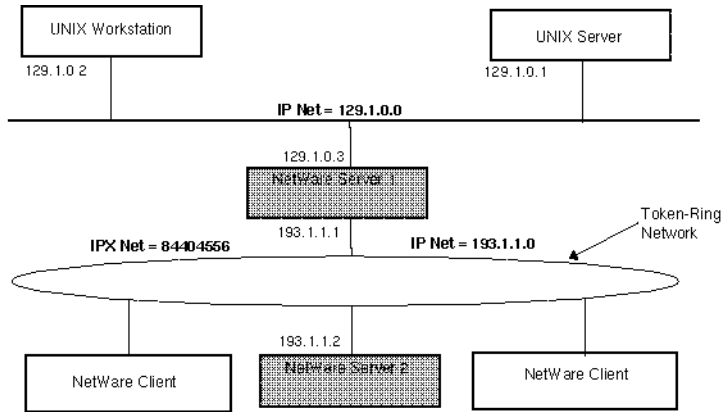 UNIX Workstation
UNIX Server
129.1.0 2
129.1.0.1
IP Net = 129.1.0.0
129.1.0.3
NetWare Server 1
193.1.1.1
IPX Net = 84404556
IP Net = 193.1.1.0
Token-Ring
Network
193.1.1.2
NetWare Client
NetWare Server 2
NetWare Client